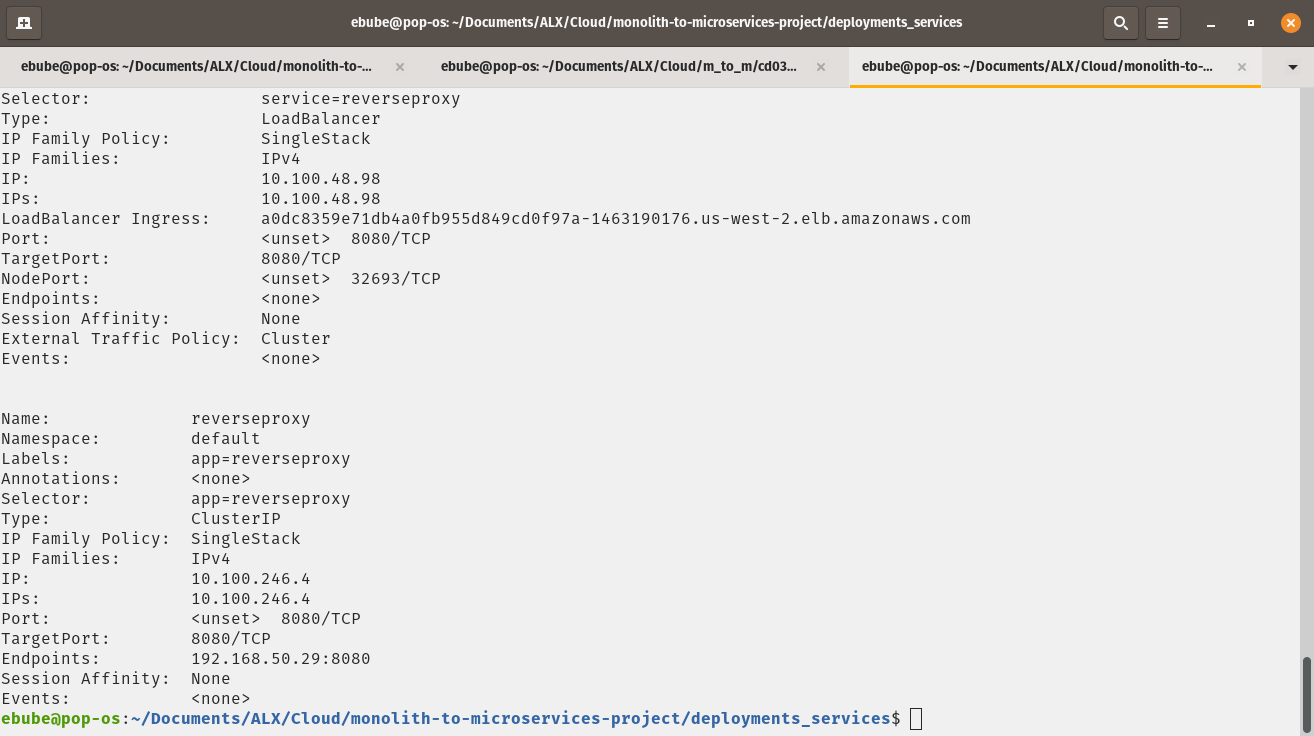 ebube@pop-os: ~/Documents/ALX/Cloud/monolith-to-microservices-project/deployments_services
ebube@pop-os: ~/Documents/ALX/Cloud/monolith-to-... × ebube@pop-os: ~/Documents/ALX/Cloud/m_to_m/cd03... × ebube@pop-os: ~/Documents/ALX/Cloud/monolith-to-... ×
Selector: service=reverseproxy
Type: LoadBalancer
IP Family Policy: SingleStack
IP Families: IPv4
IP: 10.100.48.98
IPs: 10.100.48.98
LoadBalancer Ingress: a0dc8359e71db4a0fb955d849cd0f97a-1463190176.us-west-2.elb.amazonaws.com
Port: <unset> 8080/TCP
TargetPort: 8080/TCP
NodePort: <unset> 32693/TCP
Endpoints: <none>
Session Affinity: None
External Traffic Policy: Cluster
Events: <none>
Name: reverseproxy
Namespace: default
Labels: app=reverseproxy
Annotations: <none>
Selector: app=reverseproxy
Type: ClusterIP
IP Family Policy: SingleStack
IP Families: IPv4
IP: 10.100.246.4
IPs: 10.100.246.4
Port: <unset> 8080/TCP
TargetPort: 8080/TCP
Endpoints: 192.168.50.29:8080
Session Affinity: None
Events: <none>
ebube@pop-os:~/Documents/ALX/Cloud/monolith-to-microservices-project/deployments_services$